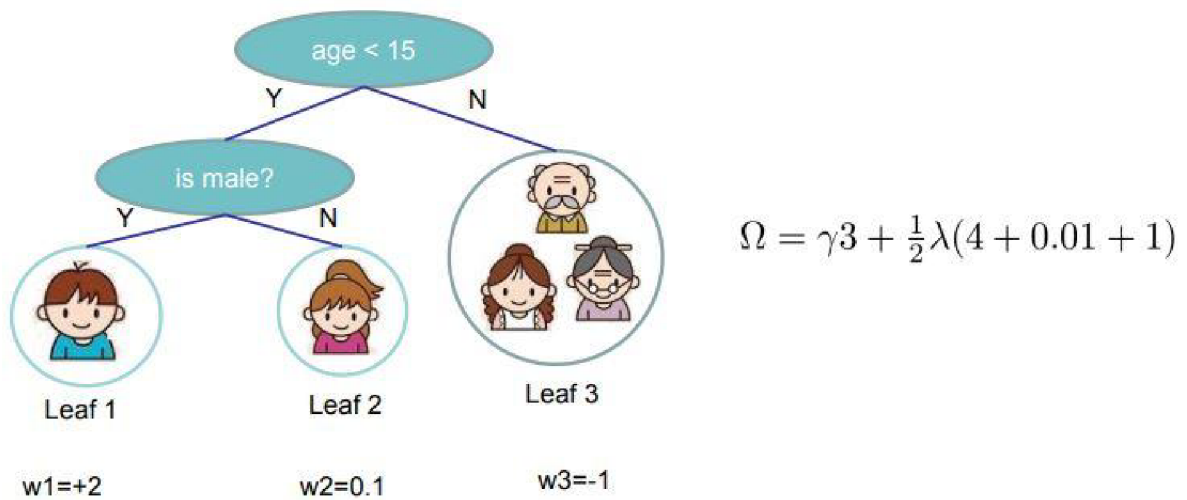 age < 15
Y
N
is male?
Y
N
Ω = γ3 + ½λ(4 + 0.01 + 1)
Leaf 1
Leaf 2
Leaf 3
w1=+2
w2=0.1
w3=-1